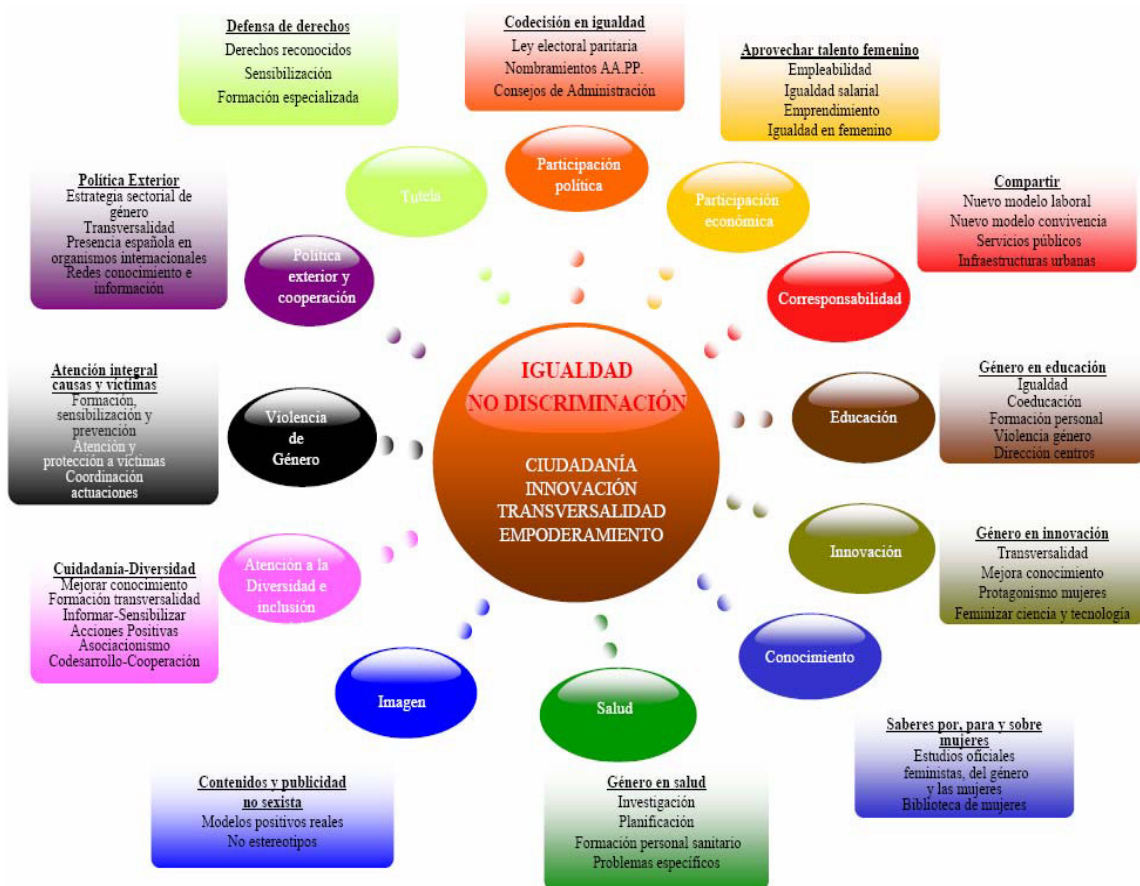 Defensa de derechos
Derechos reconocidos
Sensibilización
Formación especializada
Codecisión en igualdad
Ley electoral paritaria
Nombramientos AA.PP.
Consejos de Administración
Aprovechar talento femenino
Empleabilidad
Igualdad salarial
Emprendimiento
Igualdad en femenino
Tutela
Participación
política
Participación
económica
Política Exterior
Estrategia sectorial de
género
Transversalidad
Presencia española en
organismos internacionales
Redes conocimiento e
información
Política
exterior y
cooperación
Compartir
Nuevo modelo laboral
Nuevo modelo convivencia
Servicios públicos
Infraestructuras urbanas
Corresponsabilidad
IGUALDAD
NO DISCRIMINACIÓN
CIUDADANÍA
INNOVACIÓN
TRANSVERSALIDAD
EMPODERAMIENTO
Atención integral
causas y víctimas
Formación,
sensibilización y
prevención
Atención y
protección a víctimas
Coordinación
actuaciones
Violencia
de
Género
Educación
Género en educación
Igualdad
Coeducación
Formación personal
Violencia género
Dirección centros
Cuidadanía-Diversidad
Mejorar conocimiento
Formación transversalidad
Informar-Sensibilizar
Acciones Positivas
Asociacionismo
Codesarrollo-Cooperación
Atención a la
Diversidad e
inclusión
Innovación
Género en innovación
Transversalidad
Mejora conocimiento
Protagonismo mujeres
Feminizar ciencia y tecnología
Imagen
Salud
Conocimiento
Contenidos y publicidad
no sexista
Modelos positivos reales
No estereotipos
Género en salud
Investigación
Planificación
Formación personal sanitario
Problemas específicos
Saberes por, para y sobre
mujeres
Estudios oficiales
feministas, del género
y las mujeres
Biblioteca de mujeres